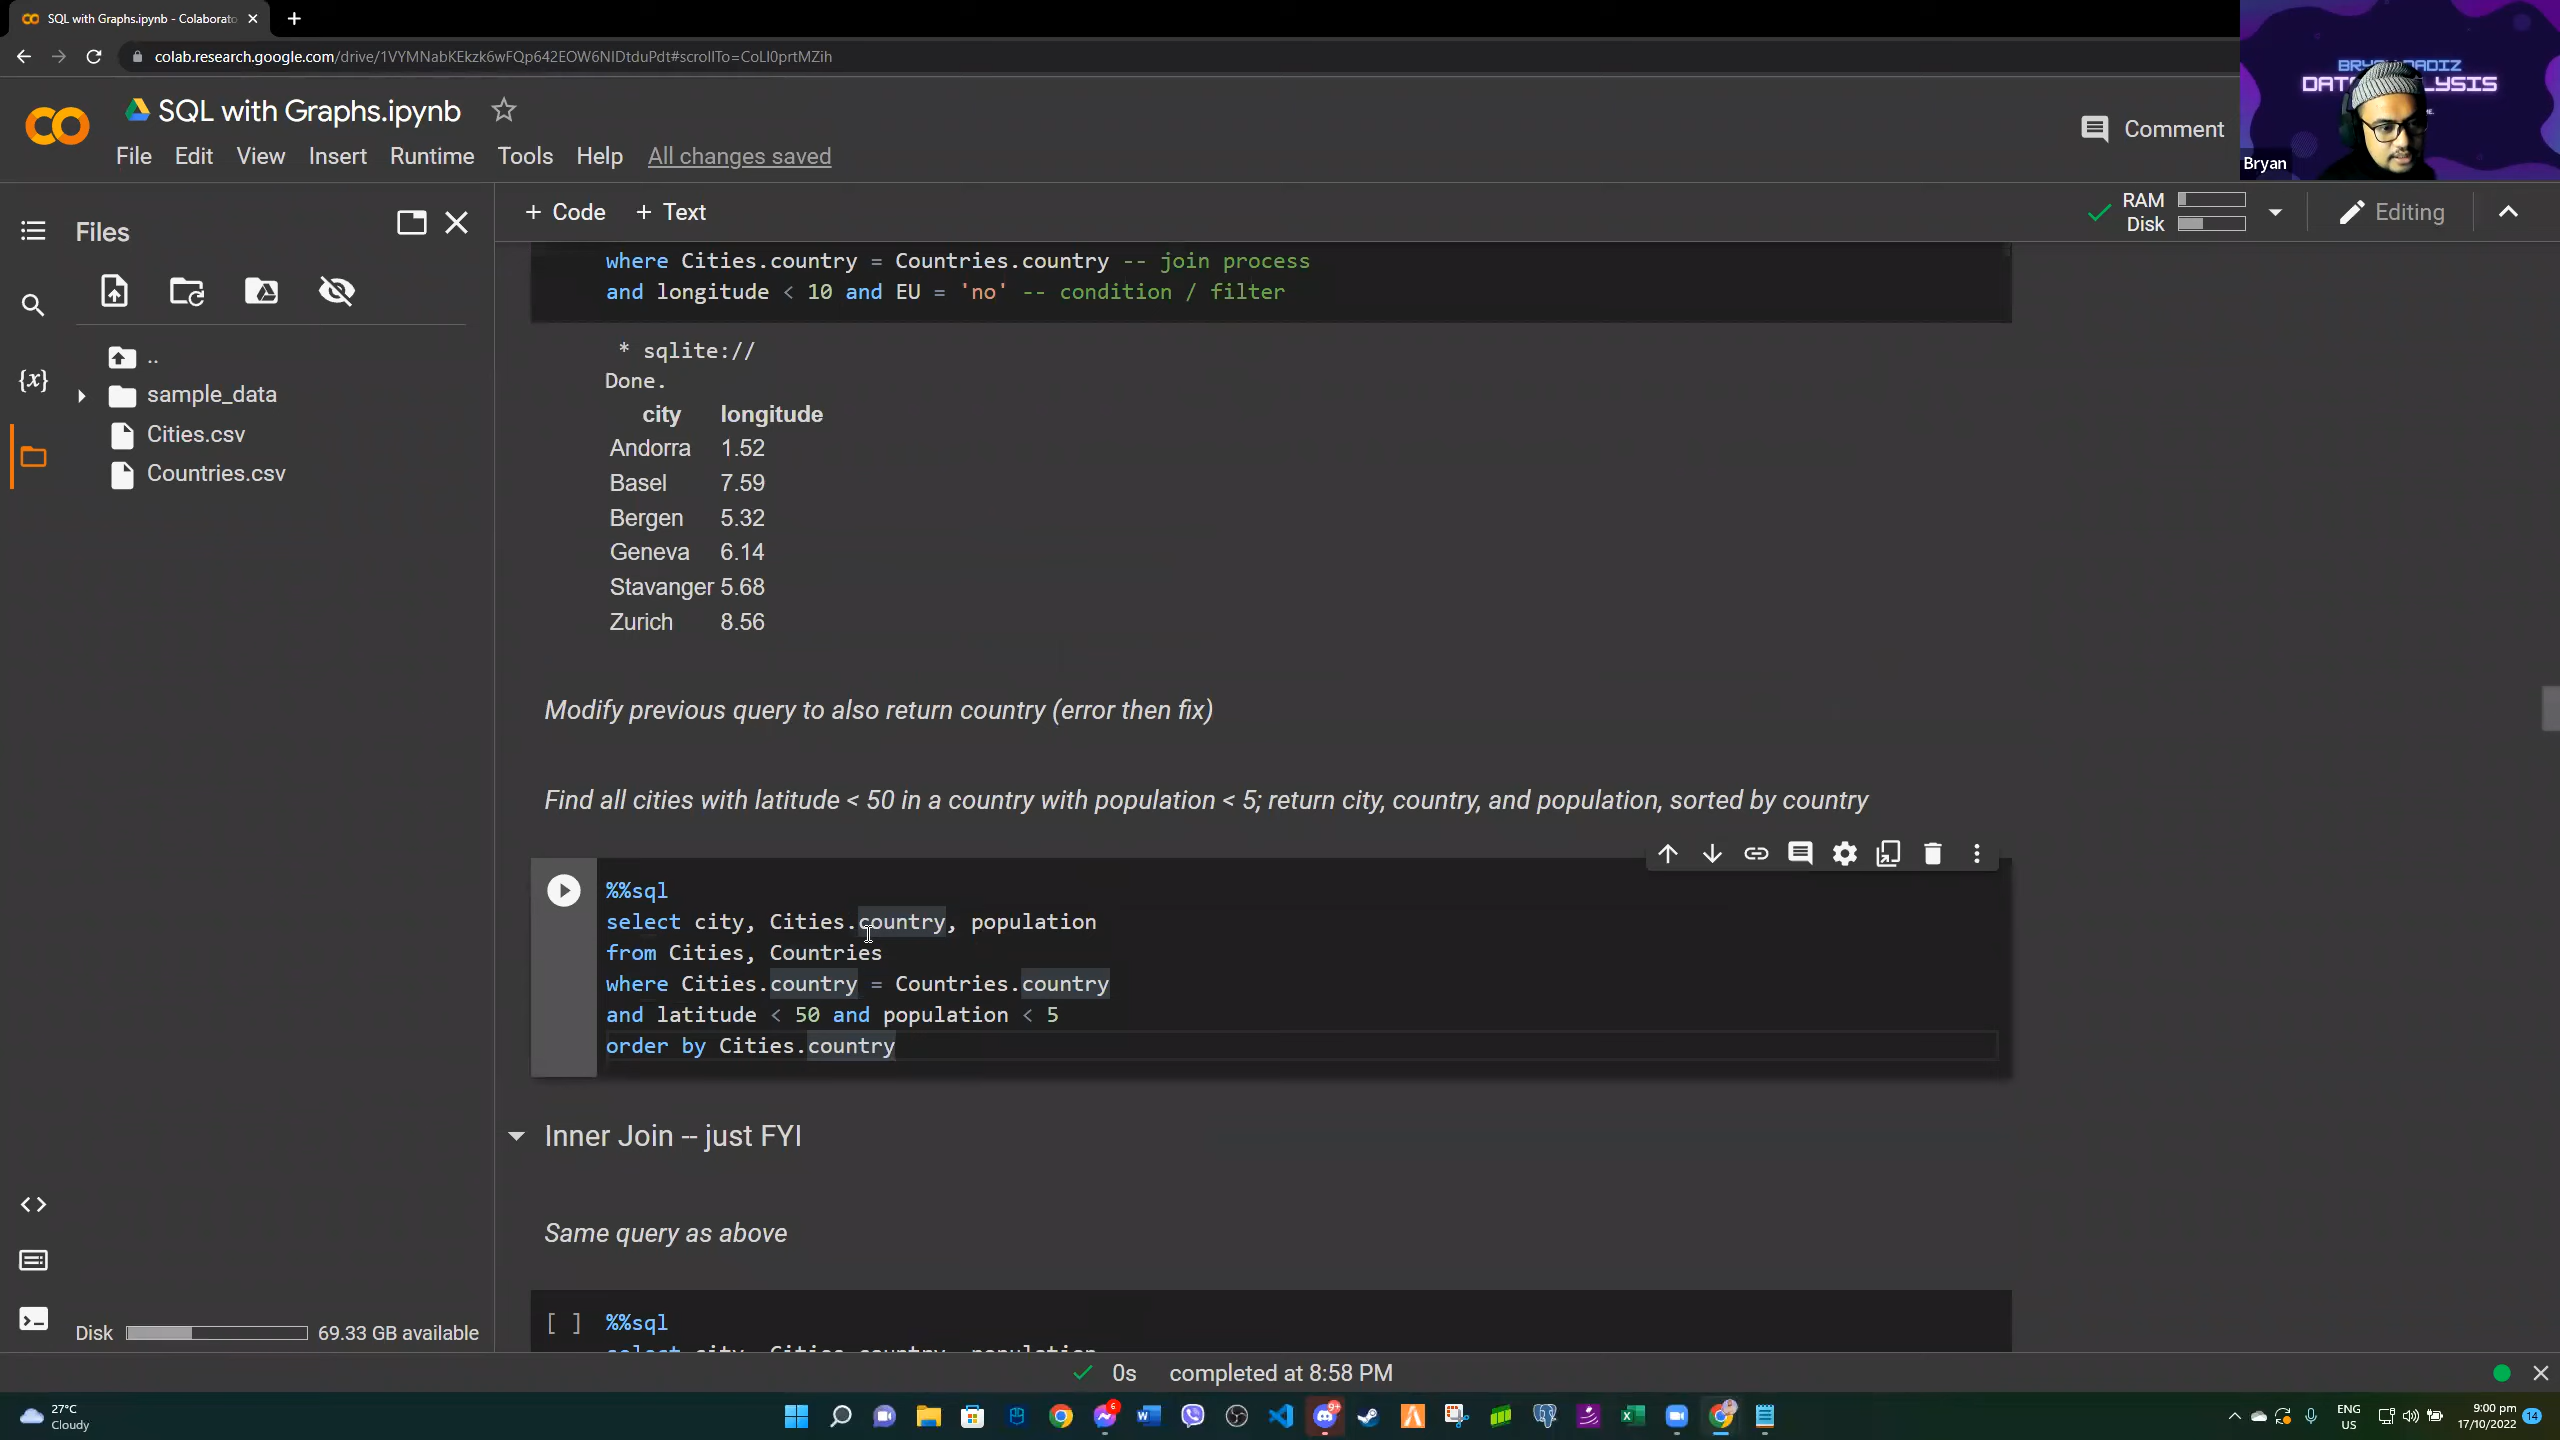 SQL with Graphs.ipynb - Colaborato
colab.research.google.com/drive/1VYMNabKEkzk6wFQp642EOW6NIDtduPdt#scrollTo=CoLI0prtMZih
SQL with Graphs.ipynb
File Edit View Insert Runtime Tools Help All changes saved
Comment
Bryan
Files
+ Code + Text
RAM
Disk
Editing
..
sample_data
Cities.csv
Countries.csv
{x}
where Cities.country = Countries.country -- join process
and longitude < 10 and EU = 'no' -- condition / filter
* sqlite://
Done.
city longitude
Andorra 1.52
Basel 7.59
Bergen 5.32
Geneva 6.14
Stavanger 5.68
Zurich 8.56
Modify previous query to also return country (error then fix)
Find all cities with latitude < 50 in a country with population < 5; return city, country, and population, sorted by country
%%sql
select city, Cities.country, population
from Cities, Countries
where Cities.country = Countries.country
and latitude < 50 and population < 5
order by Cities.country
Inner Join -- just FYI
Same query as above
[ ] %%sql
select city, Cities.country, population
Disk 69.33 GB available
0s completed at 8:58 PM
27°C
Cloudy
ENG
US
9:00 pm
17/10/2022
14